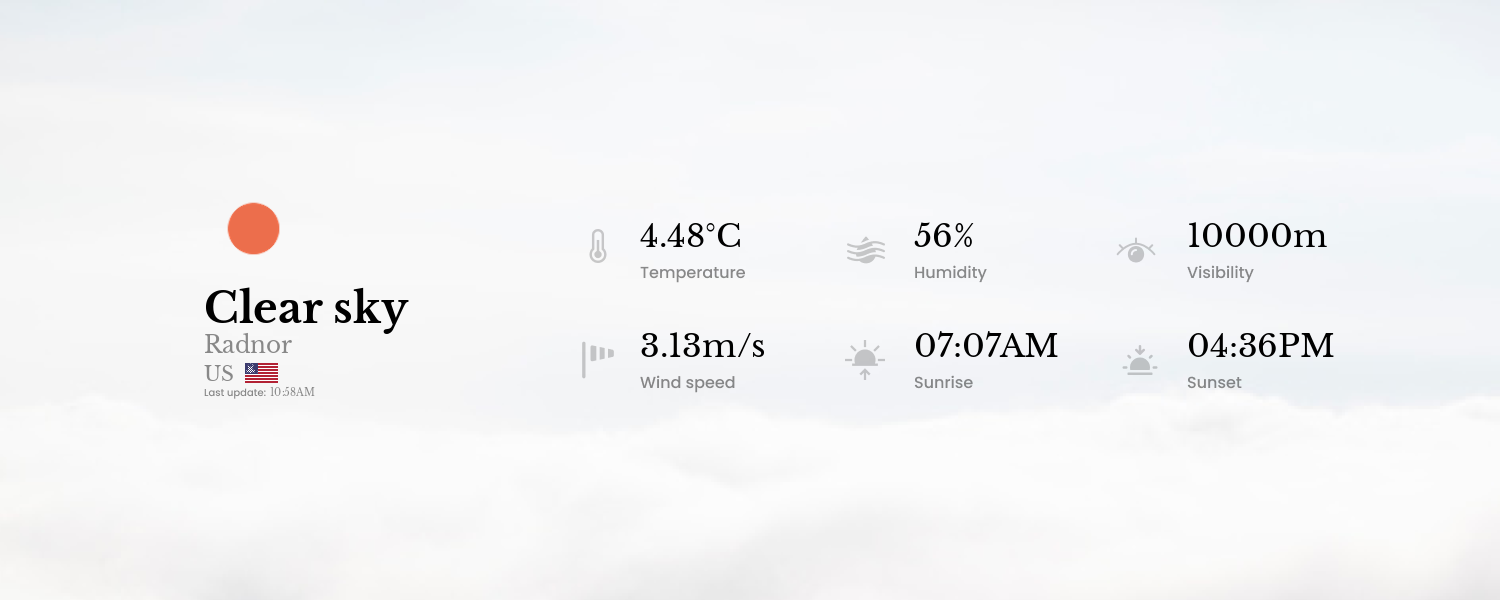 Clear sky
Radnor
US
Last update: 10:58AM
4.48°C
Temperature
56%
Humidity
10000m
Visibility
3.13m/s
Wind speed
07:07AM
Sunrise
04:36PM
Sunset